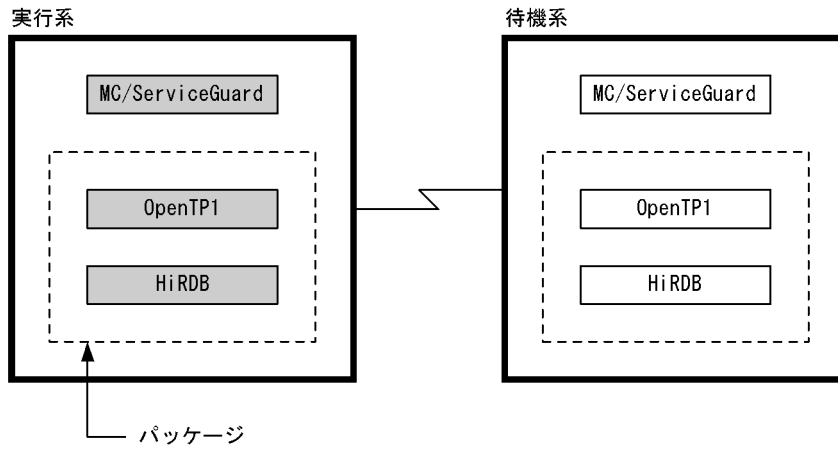 実行系
待機系
MC/ServiceGuard
MC/ServiceGuard
OpenTP1
OpenTP1
HiRDB
HiRDB
パッケージ